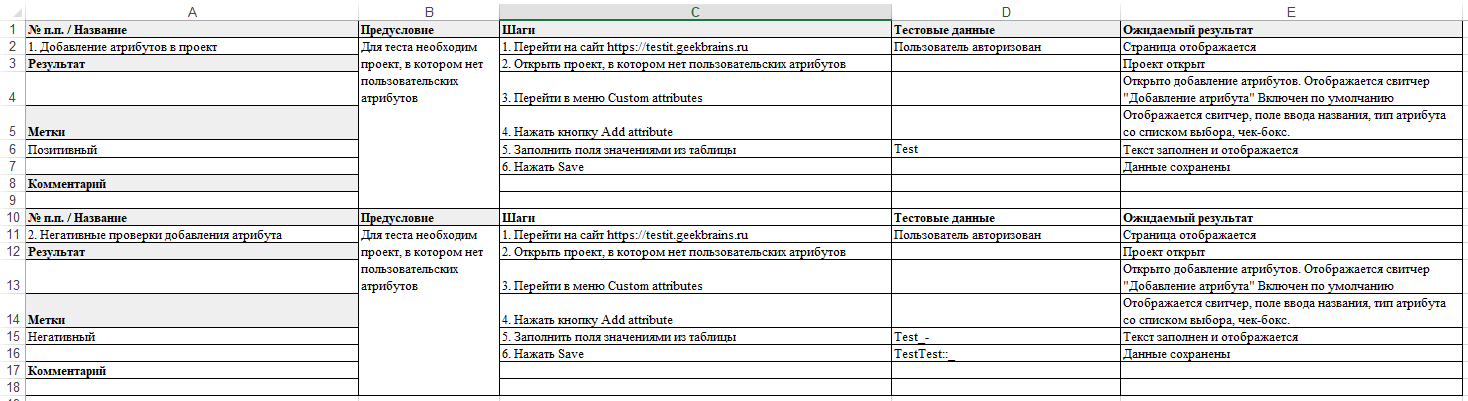 A B C D E
1 № п.п. / Название Предусловие Шаги Тестовые данные Ожидаемый результат
2 1. Добавление атрибутов в проект Для теста необходим 1. Перейти на сайт https://testit.geekbrains.ru Пользователь авторизован Страница отображается
3 Результат проект, в котором нет 2. Открыть проект, в котором нет пользовательских атрибутов Проект открыт
пользовательских Открыто добавление атрибутов. Отображается свитчер
4 атрибутов 3. Перейти в меню Custom attributes "Добавление атрибута" Включен по умолчанию
Отображается свитчер, поле ввода названия, тип атрибута
5 Метки 4. Нажать кнопку Add attribute со списком выбора, чек-бокс.
6 Позитивный 5. Заполнить поля значениями из таблицы Test Текст заполнен и отображается
7 6. Нажать Save Данные сохранены
8 Комментарий
9
10 № п.п. / Название Предусловие Шаги Тестовые данные Ожидаемый результат
11 2. Негативные проверки добавления атрибута Для теста необходим 1. Перейти на сайт https://testit.geekbrains.ru Пользователь авторизован Страница отображается
12 Результат проект, в котором нет 2. Открыть проект, в котором нет пользовательских атрибутов Проект открыт
пользовательских Открыто добавление атрибутов. Отображается свитчер
13 атрибутов 3. Перейти в меню Custom attributes "Добавление атрибута" Включен по умолчанию
Отображается свитчер, поле ввода названия, тип атрибута
14 Метки 4. Нажать кнопку Add attribute со списком выбора, чек-бокс.
15 Негативный 5. Заполнить поля значениями из таблицы Test_- Текст заполнен и отображается
16 6. Нажать Save TestTest::_ Данные сохранены
17 Комментарий
18